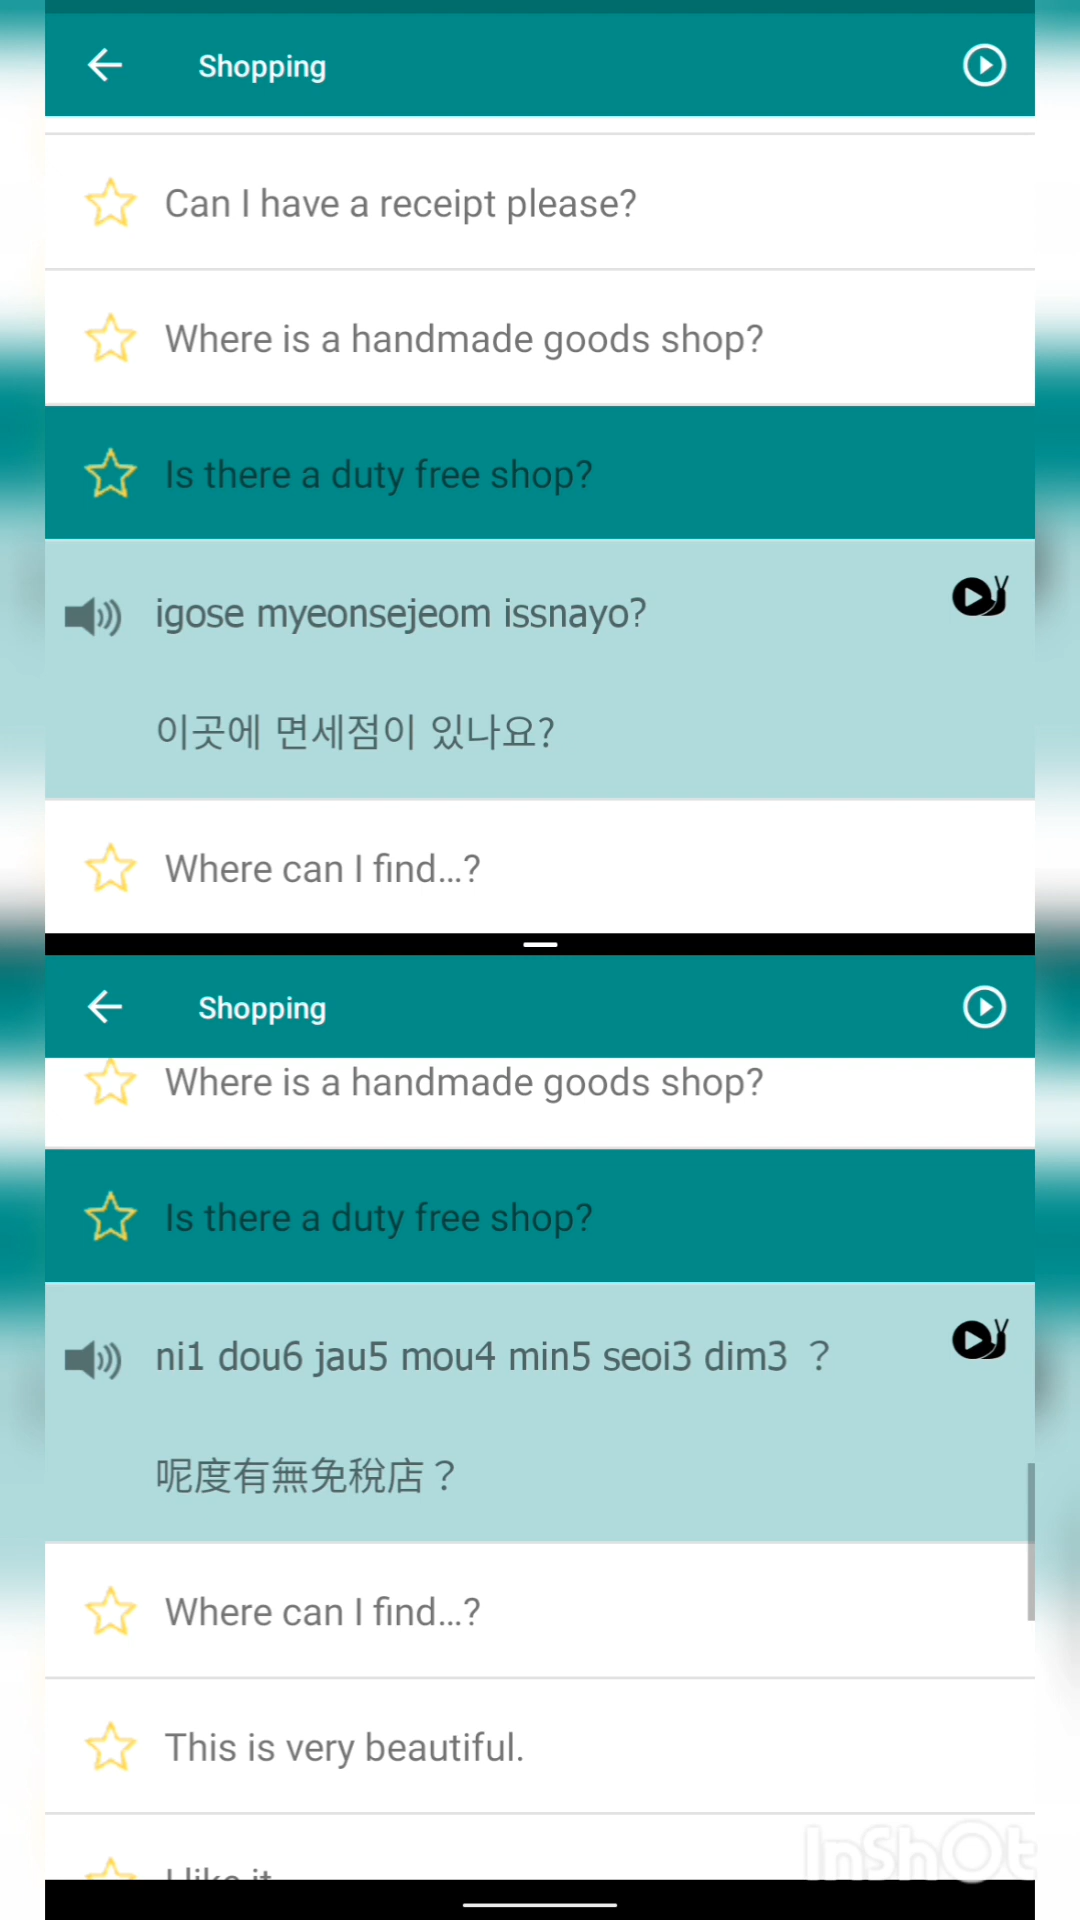 Shopping
Can I have a receipt please?
Where is a handmade goods shop?
Is there a duty free shop?
igose myeonsejeom issnayo?
이곳에 면세점이 있나요?
Where can I find...?
Shopping
Where is a handmade goods shop?
Is there a duty free shop?
ni1 dou6 jau5 mou4 min5 seoi3 dim3 ？
呢度有無免稅店？
Where can I find...?
This is very beautiful.
I like it
InShOt